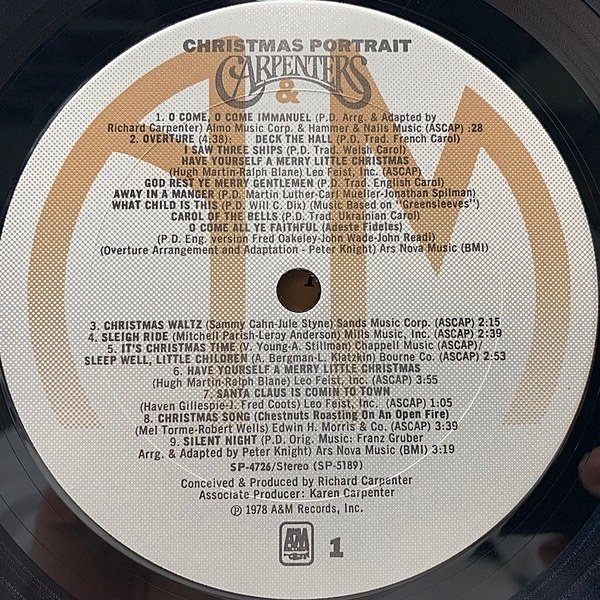 CHRISTMAS PORTRAIT
CARPENTERS
&
1. O COME, O COME IMMANUEL (P.D. Arrg. & Adapted by
Richard Carpenter) Almo Music Corp. & Hammer & Nails Music (ASCAP) :28
2. OVERTURE (4:38): DECK THE HALL (P.D. Trad. French Carol)
I SAW THREE SHIPS (P.D. Trad. Welsh Carol)
HAVE YOURSELF A MERRY LITTLE CHRISTMAS
(Hugh Martin-Ralph Blane) Leo Feist, Inc. (ASCAP)
GOD REST YE MERRY GENTLEMEN (P.D. Trad. English Carol)
AWAY IN A MANGER (P.D. Martin Luther-Carl Mueller-Jonathan Spilman)
WHAT CHILD IS THIS (P.D. Will C. Dix) (Music Based on "Greensleeves")
CAROL OF THE BELLS (P.D. Trad. Ukrainian Carol)
O COME ALL YE FAITHFUL (Adeste Fideles)
(P.D. Eng. version Fred Oakeley-John Wade-John Readi)
(Overture Arrangement and Adaptation - Peter Knight) Ars Nova Music (BMI)
3. CHRISTMAS WALTZ (Sammy Cahn-Jule Styne) Sands Music Corp. (ASCAP) 2:15
4. SLEIGH RIDE (Mitchell Parish-Leroy Anderson) Mills Music, Inc. (ASCAP) 2:39
5. IT'S CHRISTMAS TIME (V. Young-A. Stillman) Chappell Music (ASCAP)/
SLEEP WELL, LITTLE CHILDREN (A. Bergman-L. Klatzkin) Bourne Co. (ASCAP) 2:53
6. HAVE YOURSELF A MERRY LITTLE CHRISTMAS
(Hugh Martin-Ralph Blane) Leo Feist, Inc. (ASCAP) 3:55
7. SANTA CLAUS IS COMIN TO TOWN
(Haven Gillespie-J. Fred Coots) Leo Feist, Inc. (ASCAP) 1:05
8. CHRISTMAS SONG (Chestnuts Roasting On An Open Fire)
(Mel Torme-Robert Wells) Edwin H. Morris & Co. (ASCAP) 3:39
9. SILENT NIGHT (P.D. Orig. Music: Franz Gruber
Arrg. & Adapted by Peter Knight) Ars Nova Music (BMI) 3:19
SP-4726/Stereo (SP-5189)
Conceived & Produced by Richard Carpenter
Associate Producer: Karen Carpenter
℗ 1978 A&M Records, Inc.
A&M RECORDS 1